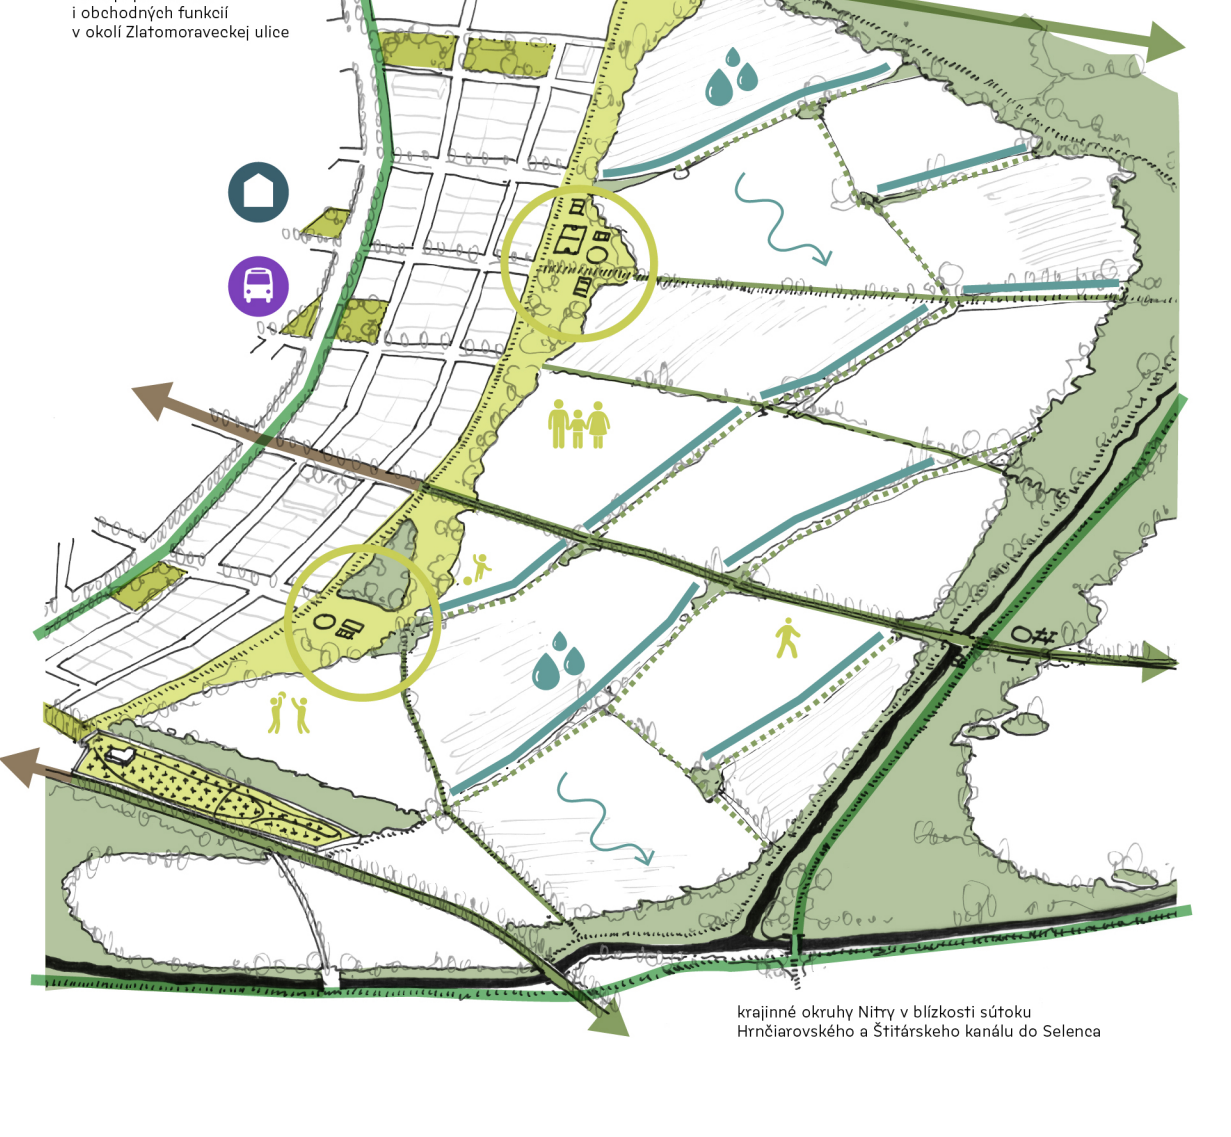 i obchodných funkcií
v okolí Zlatomoraveckej ulice
krajinné okruhy Nitry v blízkosti sútoku
Hrnčiarovského a Štitárskeho kanálu do Selenca